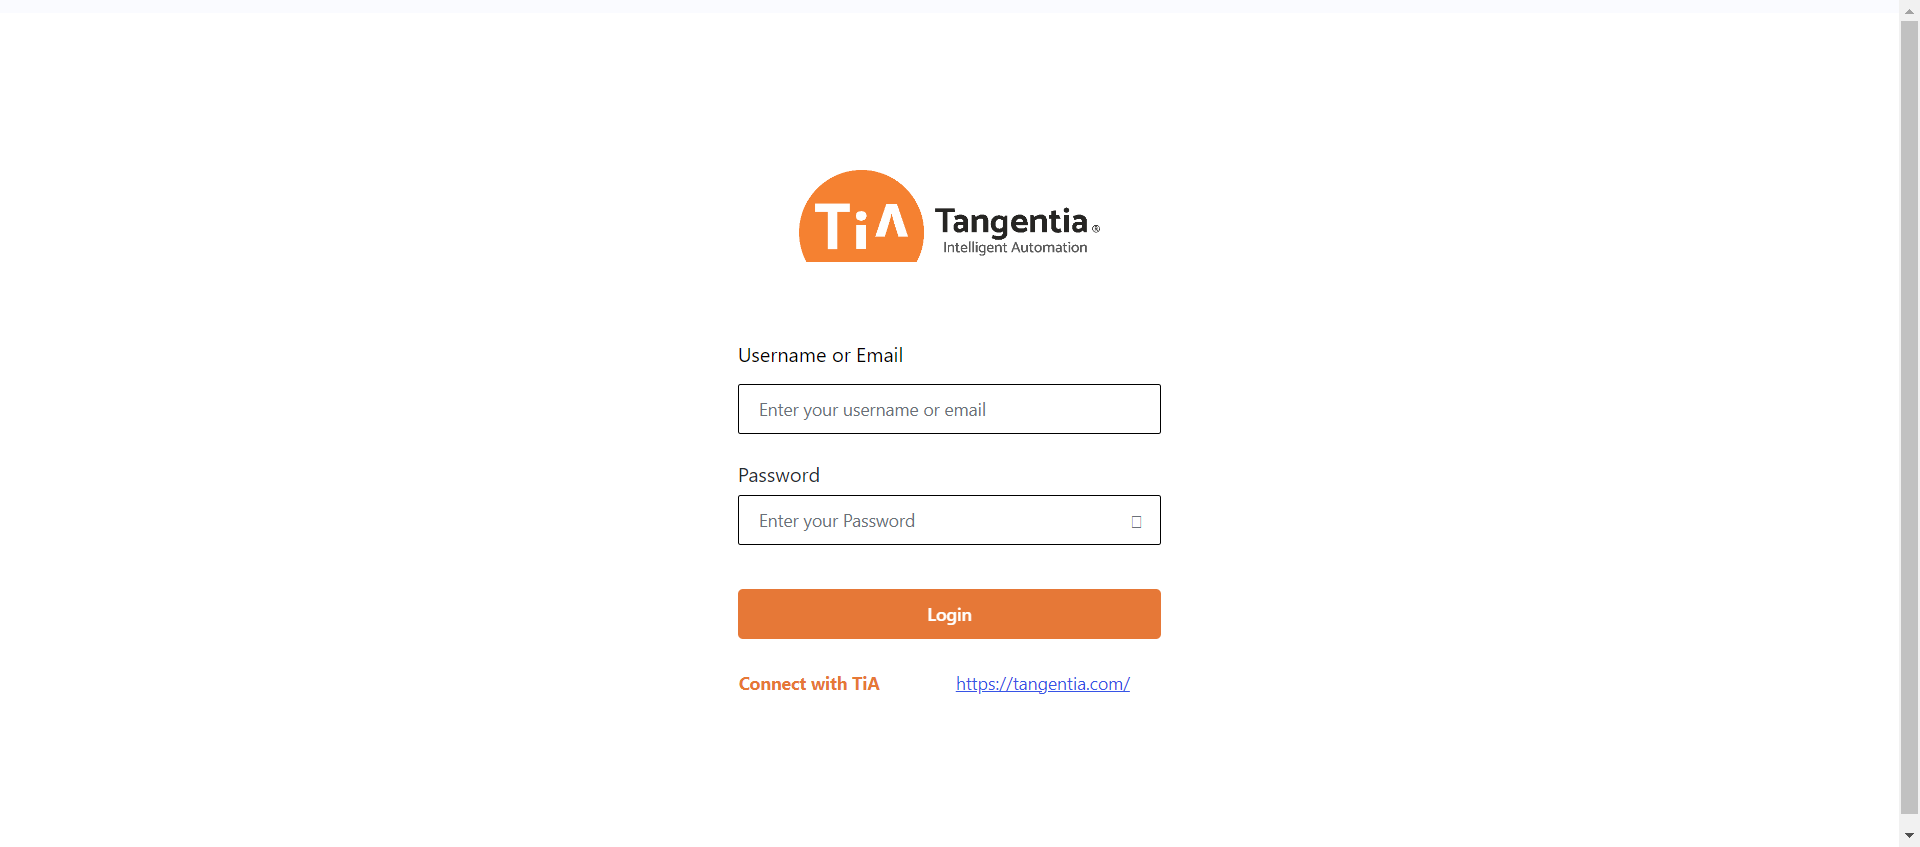 TiA Tangentia®
Intelligent Automation
Username or Email
Enter your username or email
Password
Enter your Password
Login
Connect with TiA https://tangentia.com/